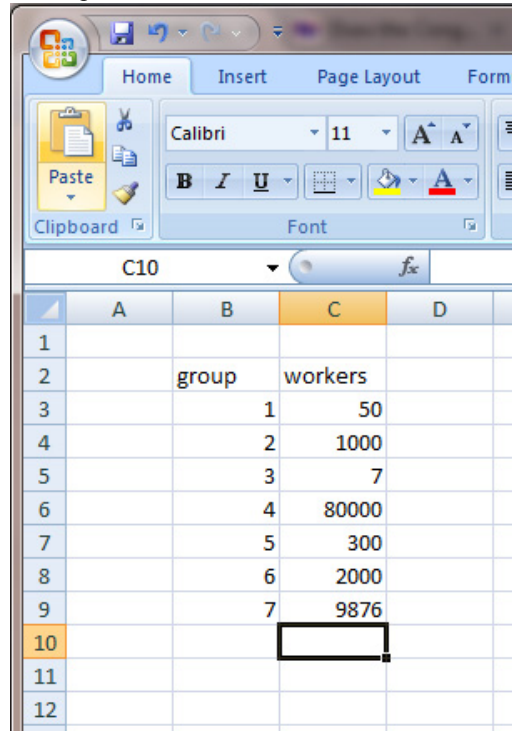 Home Insert Page Layout Form
Calibri 11 A A
Paste B I U A
Clipboard Font
C10 fx
A B C D
1
2 group workers
3 1 50
4 2 1000
5 3 7
6 4 80000
7 5 300
8 6 2000
9 7 9876
10
11
12